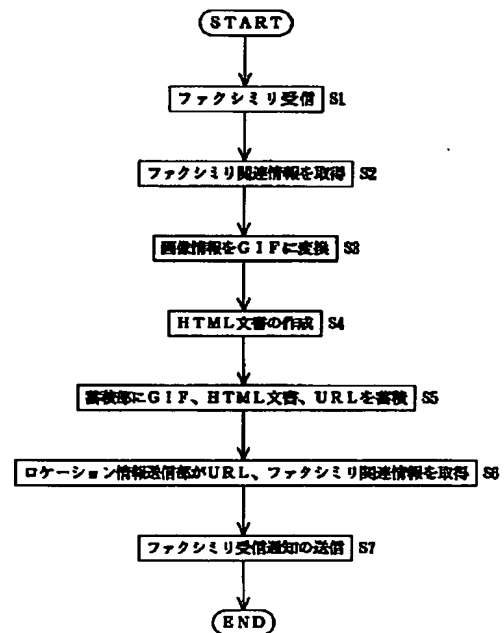 START
ファクシミリ受信 S1
ファクシミリ関連情報を取得 S2
画像情報をGIFに変換 S3
HTML文書の作成 S4
蓄積部にGIF、HTML文書、URLを蓄積 S5
ロケーション情報送信部がURL、ファクシミリ関連情報を取得 S6
ファクシミリ受信通知の送信 S7
END